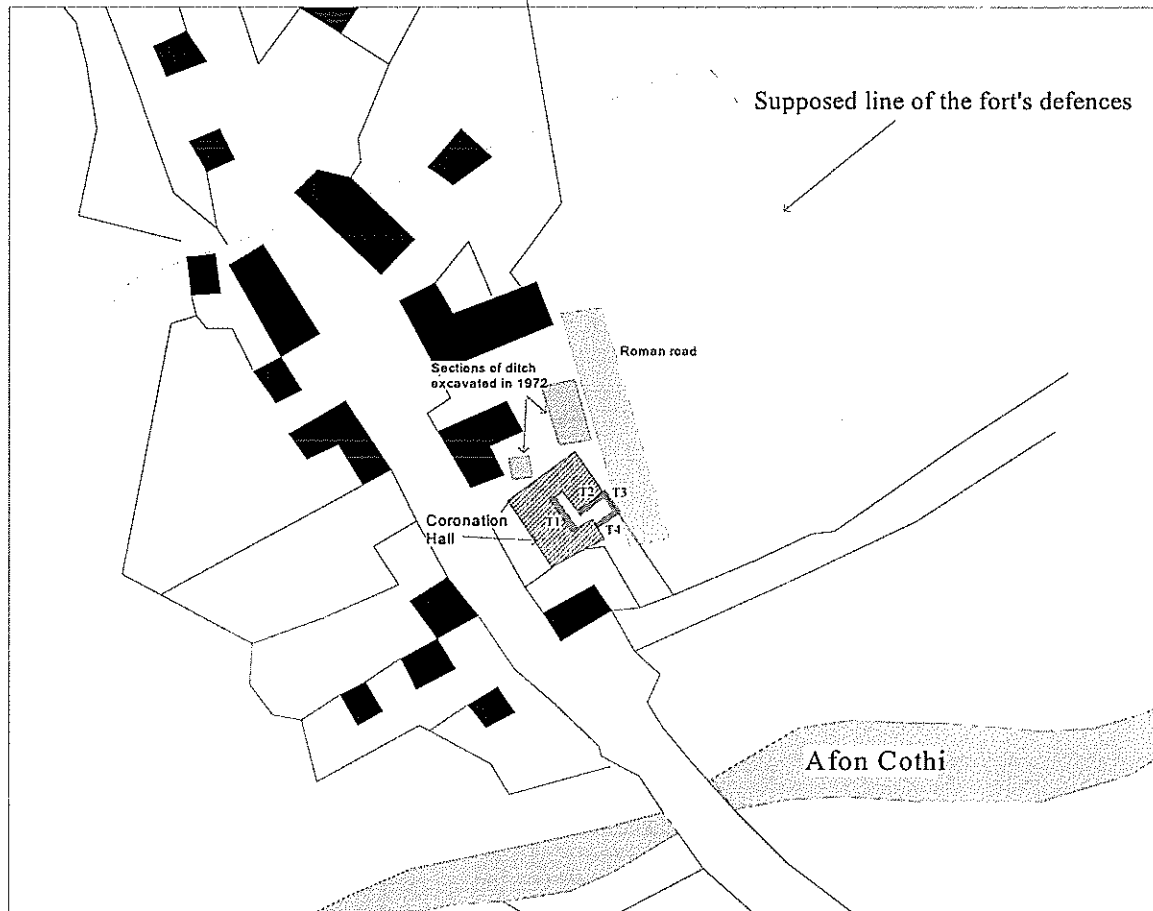 Supposed line of the fort's defences
Roman road
Sections of ditch
excavated in 1972
T2
T3
T1
T4
Coronation
Hall
Afon Cothi